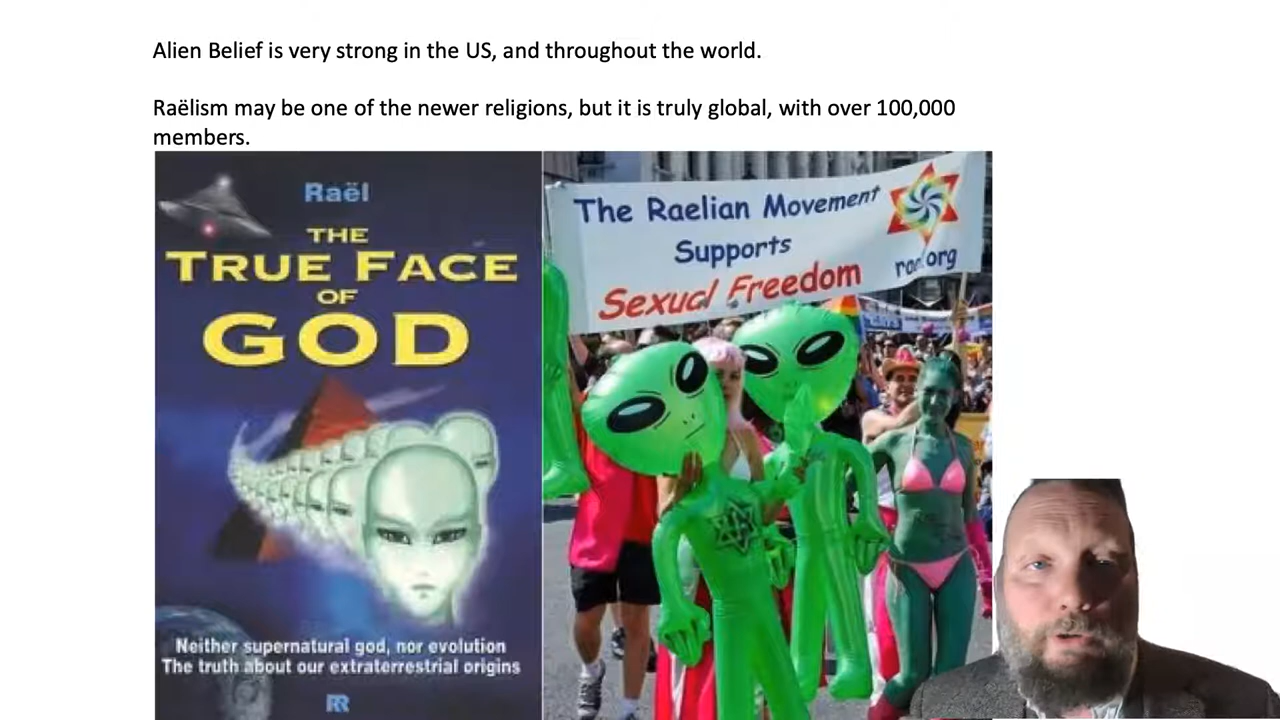 Alien Belief is very strong in the US, and throughout the world.
Raëlism may be one of the newer religions, but it is truly global, with over 100,000
members.
Raël
THE
TRUE FACE
OF
GOD
Neither supernatural god, nor evolution
The truth about our extraterrestrial origins
RR
The Raelian Movement
Supports
Sexual Freedom
org